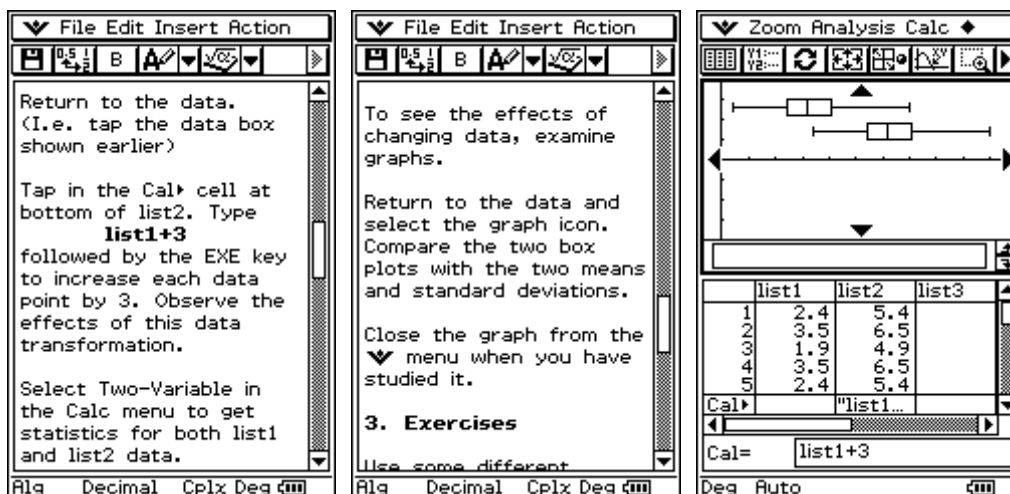 File Edit Insert Action
B
Return to the data.
(I.e. tap the data box
shown earlier)
Tap in the Cal▸ cell at
bottom of list2. Type
list1+3
followed by the EXE key
to increase each data
point by 3. Observe the
effects of this data
transformation.
Select Two-Variable in
the Calc menu to get
statistics for both list1
and list2 data.
Alg Decimal Cplx Deg
File Edit Insert Action
B
To see the effects of
changing data, examine
graphs.
Return to the data and
select the graph icon.
Compare the two box
plots with the two means
and standard deviations.
Close the graph from the
menu when you have
studied it.
3. Exercises
Use some different
Alg Decimal Cplx Deg
Zoom Analysis Calc ◆
list1 list2 list3
1 2.4 5.4
2 3.5 6.5
3 1.9 4.9
4 3.5 6.5
5 2.4 5.4
Cal▸ "list1...
Cal= list1+3
Deg Auto